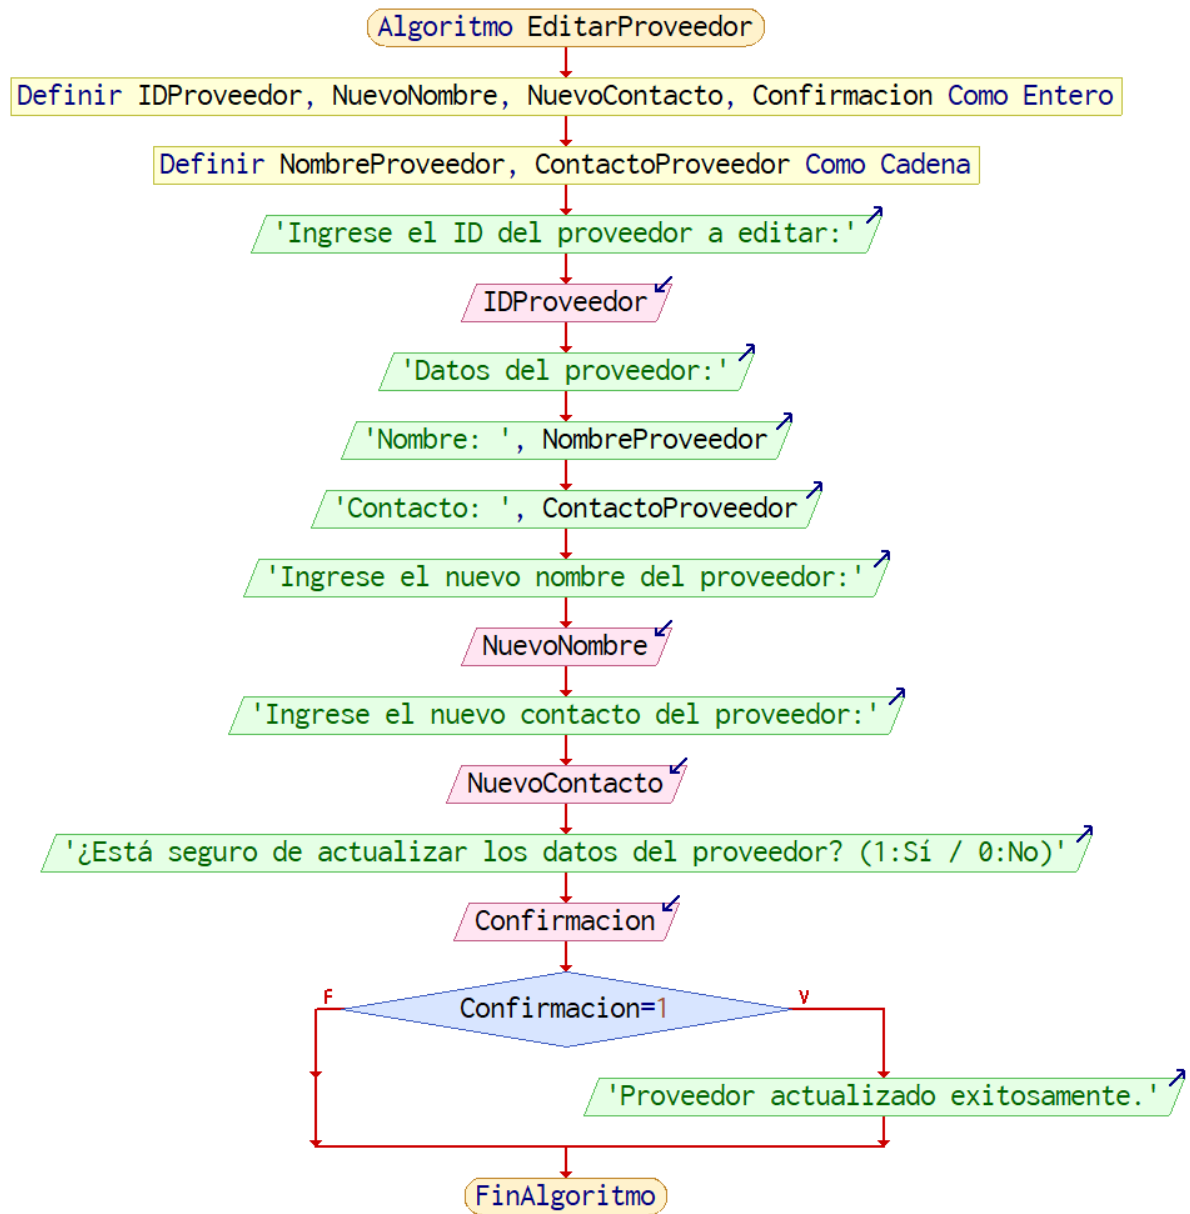 Algoritmo EditarProveedor
Definir IDProveedor, NuevoNombre, NuevoContacto, Confirmacion Como Entero
Definir NombreProveedor, ContactoProveedor Como Cadena
'Ingrese el ID del proveedor a editar:'
IDProveedor
'Datos del proveedor:'
'Nombre: ', NombreProveedor
'Contacto: ', ContactoProveedor
'Ingrese el nuevo nombre del proveedor:'
NuevoNombre
'Ingrese el nuevo contacto del proveedor:'
NuevoContacto
'¿Está seguro de actualizar los datos del proveedor? (1:Sí / 0:No)'
Confirmacion
F
Confirmacion=1
V
'Proveedor actualizado exitosamente.'
FinAlgoritmo